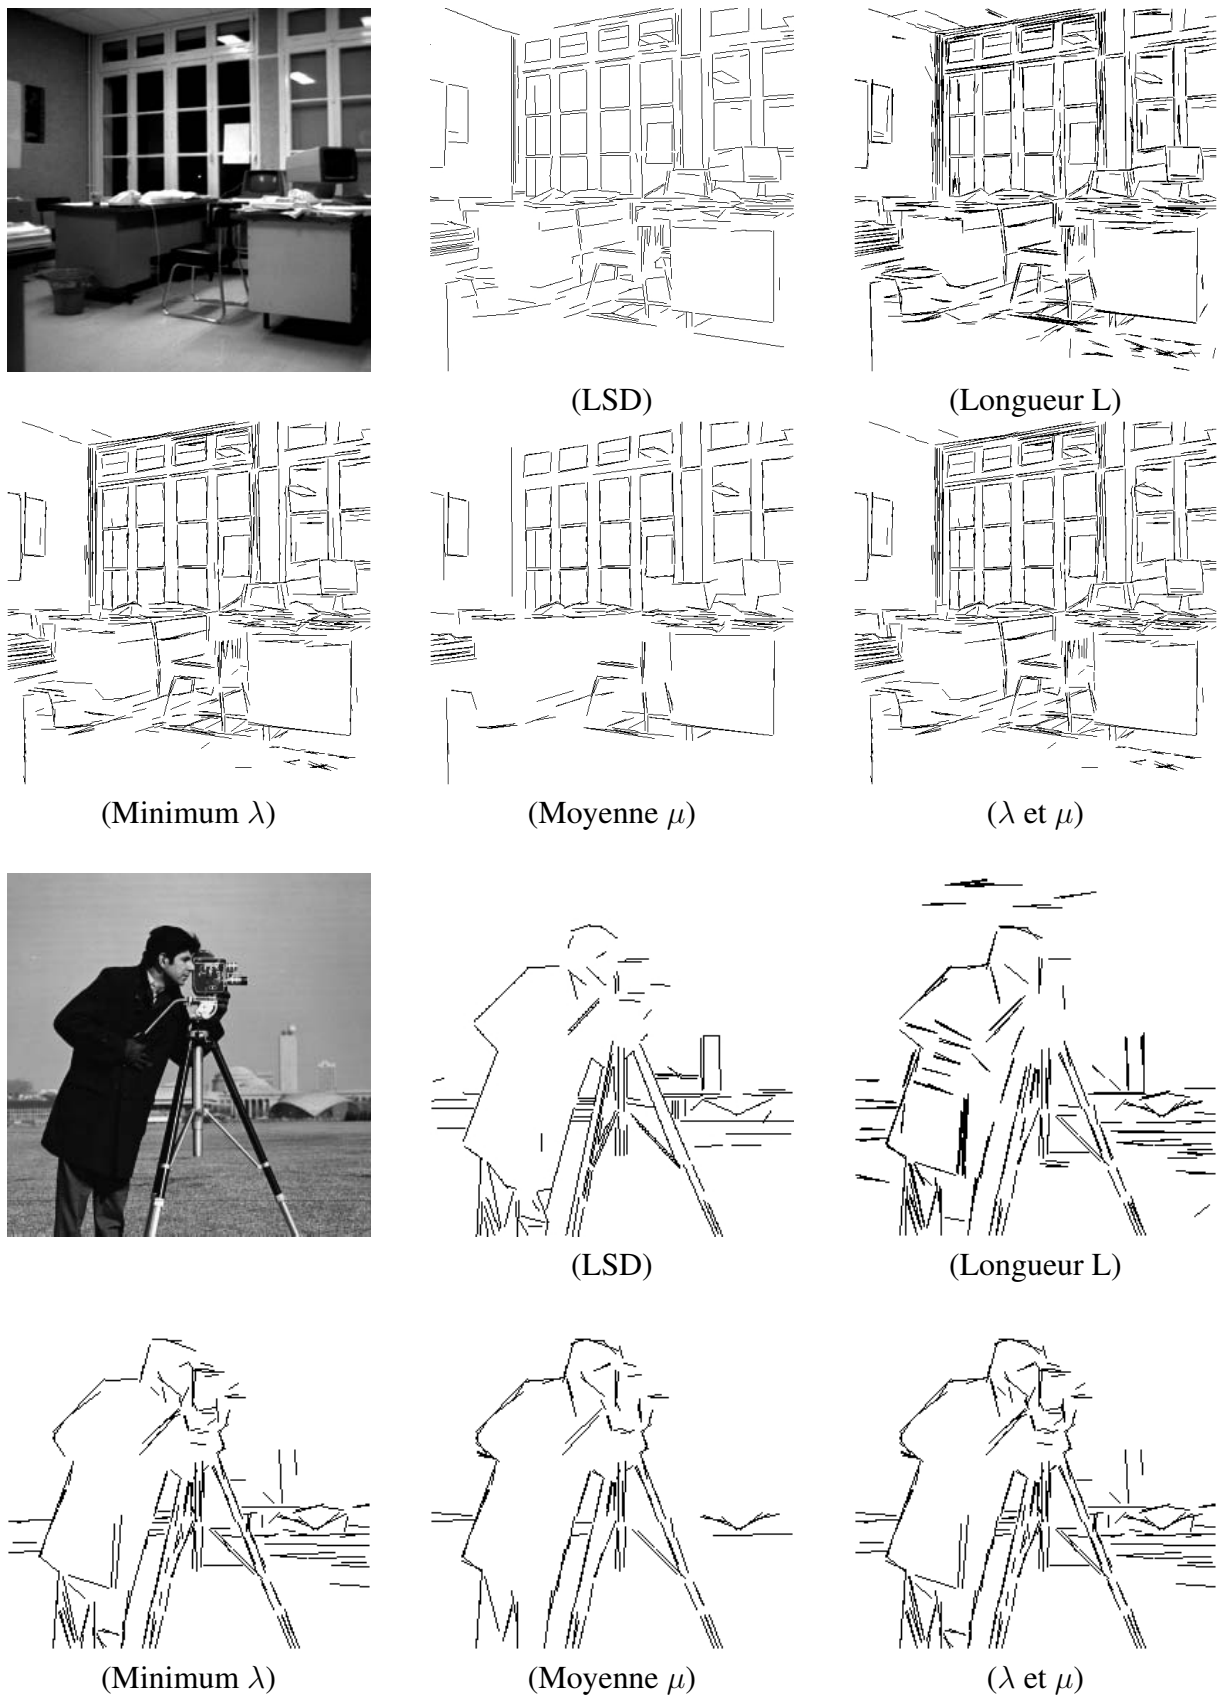 (LSD) (Longueur L)
(Minimum λ) (Moyenne μ) (λ et μ)
(LSD) (Longueur L)
(Minimum λ) (Moyenne μ) (λ et μ)